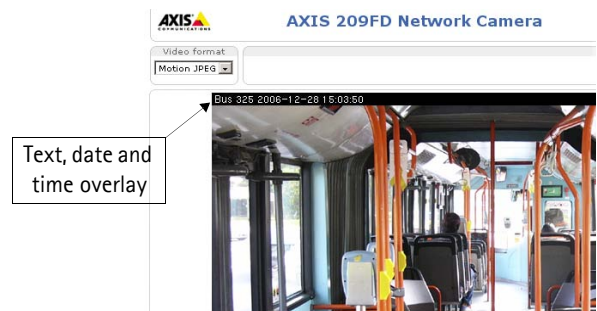 AXIS
COMMUNICATIONS
AXIS 209FD Network Camera
Video format
Motion JPEG
Bus 325 2006-12-28 15:03:50
Text, date and
time overlay